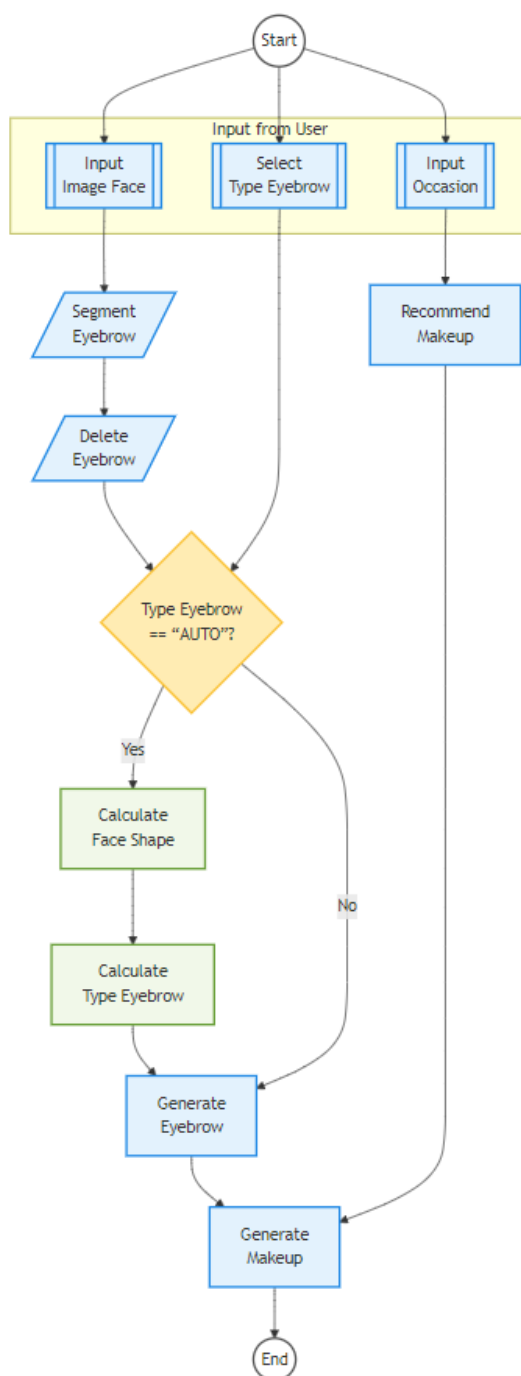 Start
Input from User
Input
Image Face
Select
Type Eyebrow
Input
Occasion
Segment
Eyebrow
Recommend
Makeup
Delete
Eyebrow
Type Eyebrow
== “AUTO”?
Yes
Calculate
Face Shape
No
Calculate
Type Eyebrow
Generate
Eyebrow
Generate
Makeup
End